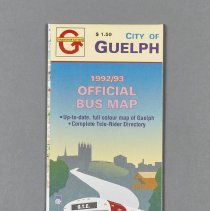 $ 1.50
CITY OF
GUELPH
1992/93
OFFICIAL
BUS MAP
•Up-to-date, full colour map of Guelph
•Complete Tele-Rider Directory